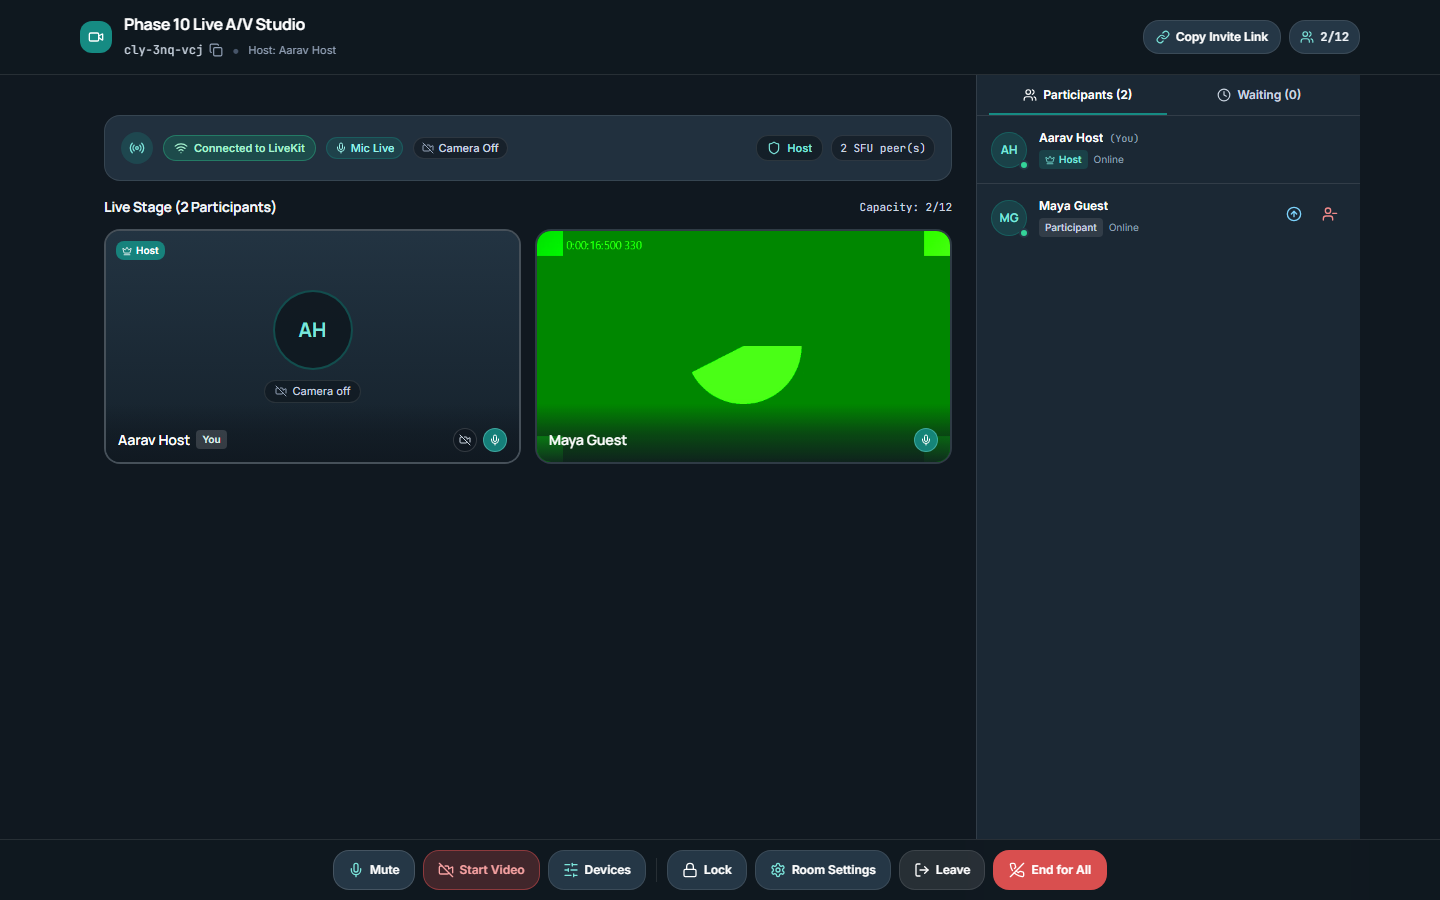 Phase 10 Live A/V Studio
cly-3nq-vcj
Host: Aarav Host
Copy Invite Link
2/12
Connected to LiveKit
Mic Live
Camera Off
Host
2 SFU peer(s)
Live Stage (2 Participants)
Capacity: 2/12
Host
AH
Camera off
Aarav Host You
0:00:16:500 330
Maya Guest
Participants (2)
Waiting (0)
AH
Aarav Host (You)
Host Online
MG
Maya Guest
Participant Online
Mute
Start Video
Devices
Lock
Room Settings
Leave
End for All